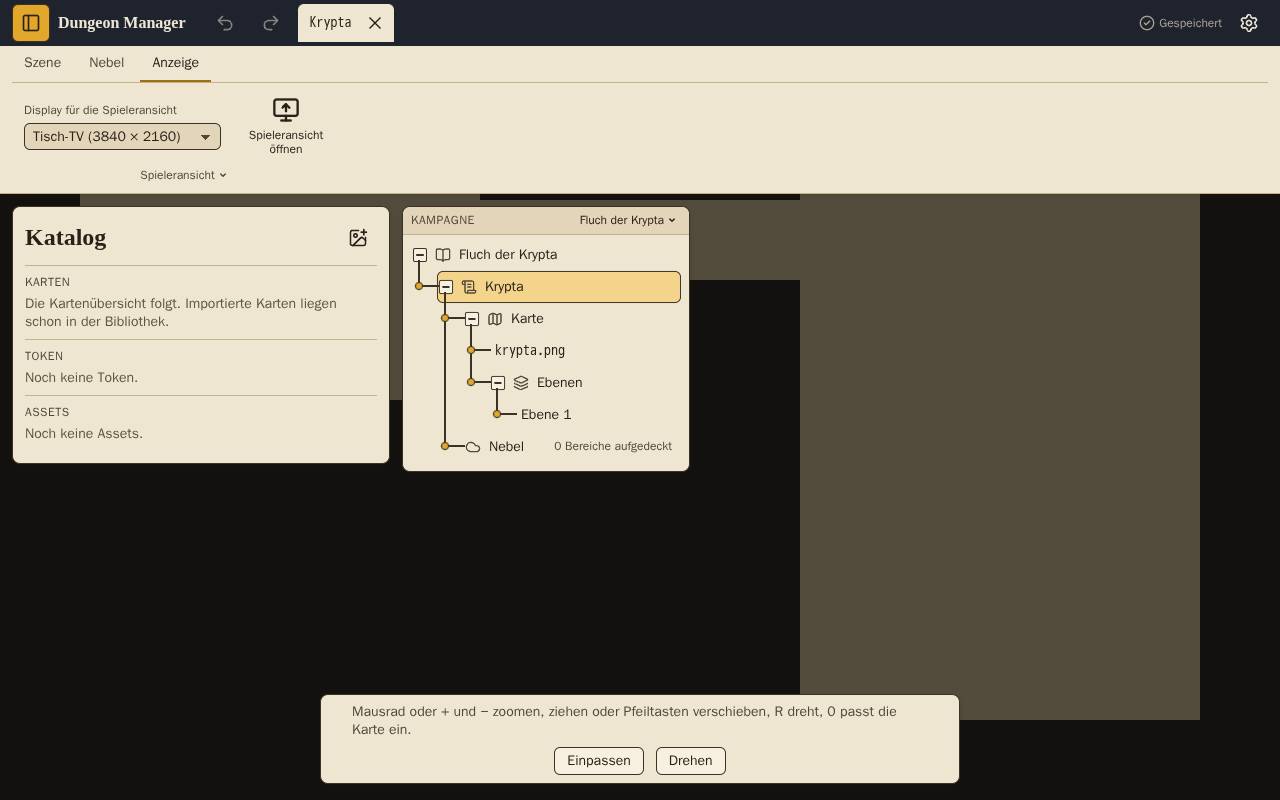 Dungeon Manager
Krypta
Gespeichert
Szene
Nebel
Anzeige
Display für die Spieleransicht
Tisch-TV (3840 × 2160)
Spieleransicht
öffnen
Spieleransicht
Katalog
KARTEN
Die Kartenübersicht folgt. Importierte Karten liegen
schon in der Bibliothek.
TOKEN
Noch keine Token.
ASSETS
Noch keine Assets.
KAMPAGNE
Fluch der Krypta
Fluch der Krypta
Krypta
Karte
krypta.png
Ebenen
Ebene 1
Nebel
0 Bereiche aufgedeckt
Mausrad oder + und − zoomen, ziehen oder Pfeiltasten verschieben, R dreht, 0 passt die
Karte ein.
Einpassen
Drehen